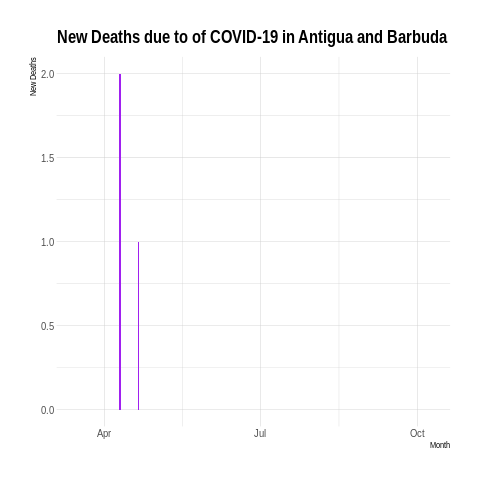 New Deaths due to of COVID-19 in Antigua and Barbuda
New Deaths
2.0
1.5
1.0
0.5
0.0
Apr
Jul
Oct
Month